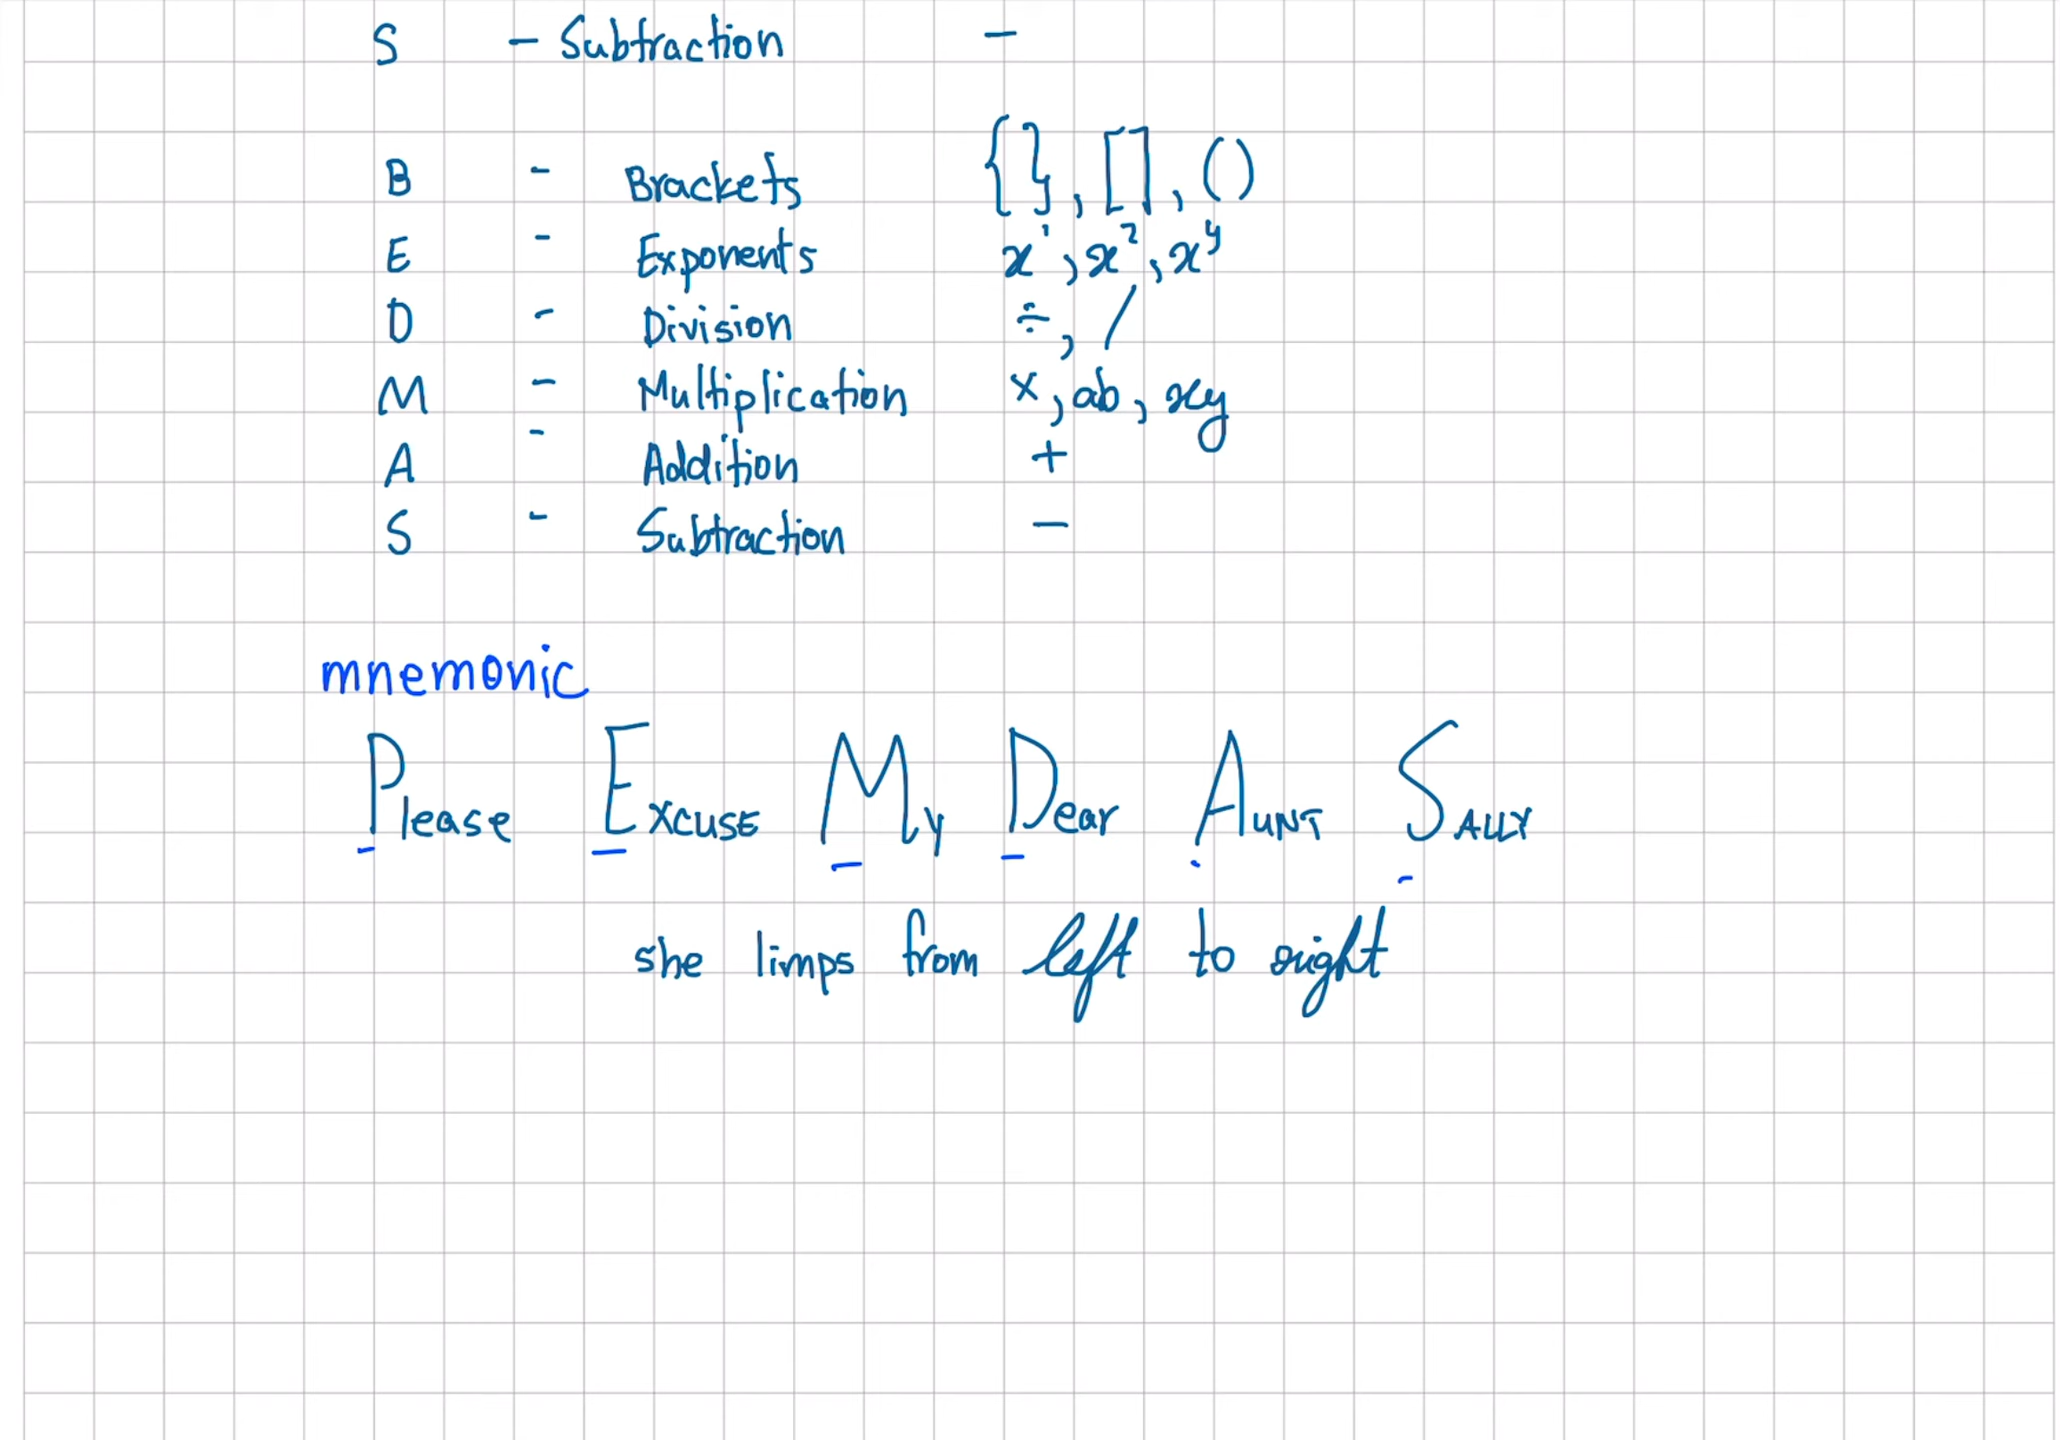 S - Subtraction -
B - Brackets {}, [], ()
E - Exponents x¹, x², xʸ
D - Division ÷, /
M - Multiplication ×, ab, xy
A - Addition +
S - Subtraction -
mnemonic
Please Excuse My Dear Aunt Sally
she limps from left to right